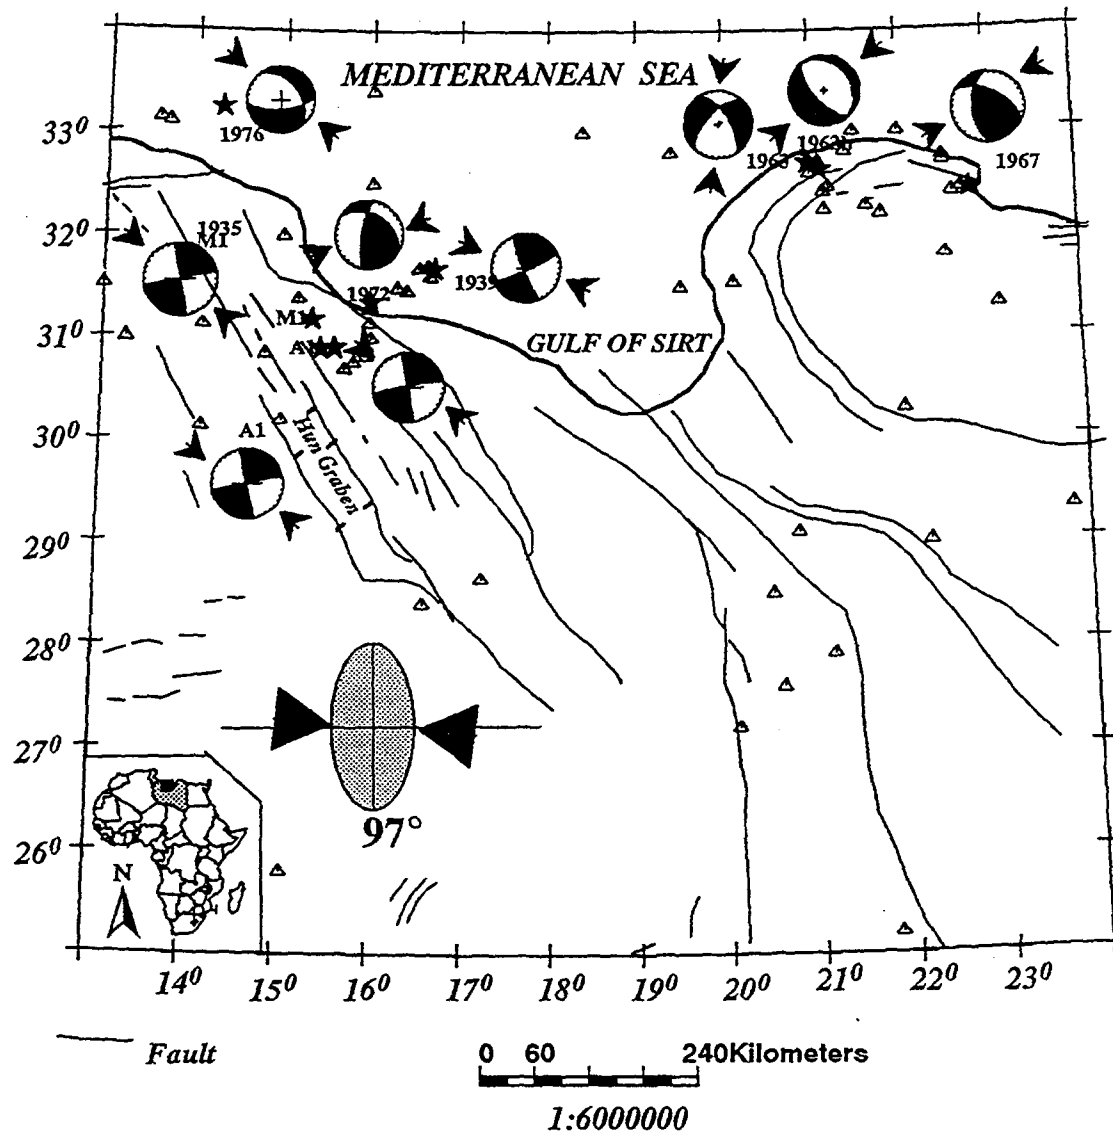 MEDITERRANEAN SEA
1976
33⁰
1963
1967
32⁰
1935
M1
1939
1972
31⁰
GULF OF SIRT
30⁰
A1
Hun Graben
29⁰
28⁰
27⁰
97°
26⁰
N
14⁰ 15⁰ 16⁰ 17⁰ 18⁰ 19⁰ 20⁰ 21⁰ 22⁰ 23⁰
Fault
0 60 240Kilometers
1:6000000